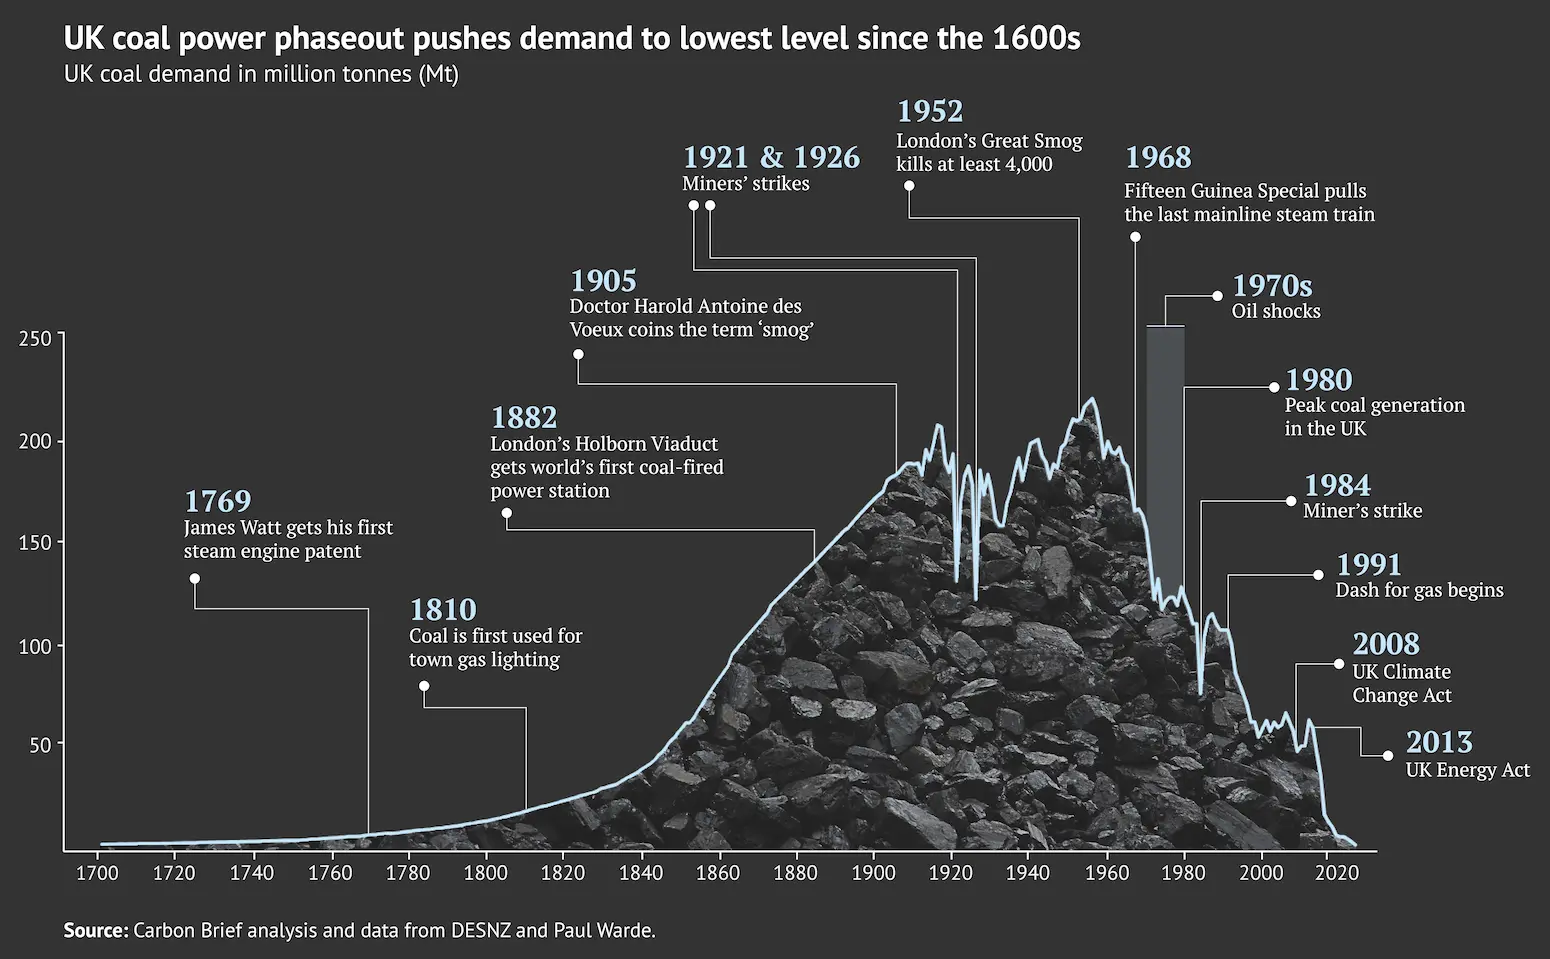 UK coal power phaseout pushes demand to lowest level since the 1600s
UK coal demand in million tonnes (Mt)
1952
London's Great Smog
kills at least 4,000
1921 & 1926
Miners' strikes
1968
Fifteen Guinea Special pulls
the last mainline steam train
1905
Doctor Harold Antoine des
Voeux coins the term ‘smog’
1970s
Oil shocks
1980
Peak coal generation
in the UK
1882
London's Holborn Viaduct
gets world's first coal-fired
power station
1984
Miner's strike
1769
James Watt gets his first
steam engine patent
1991
Dash for gas begins
1810
Coal is first used for
town gas lighting
2008
UK Climate
Change Act
2013
UK Energy Act
250
200
150
100
50
1700 1720 1740 1760 1780 1800 1820 1840 1860 1880 1900 1920 1940 1960 1980 2000 2020
Source: Carbon Brief analysis and data from DESNZ and Paul Warde.